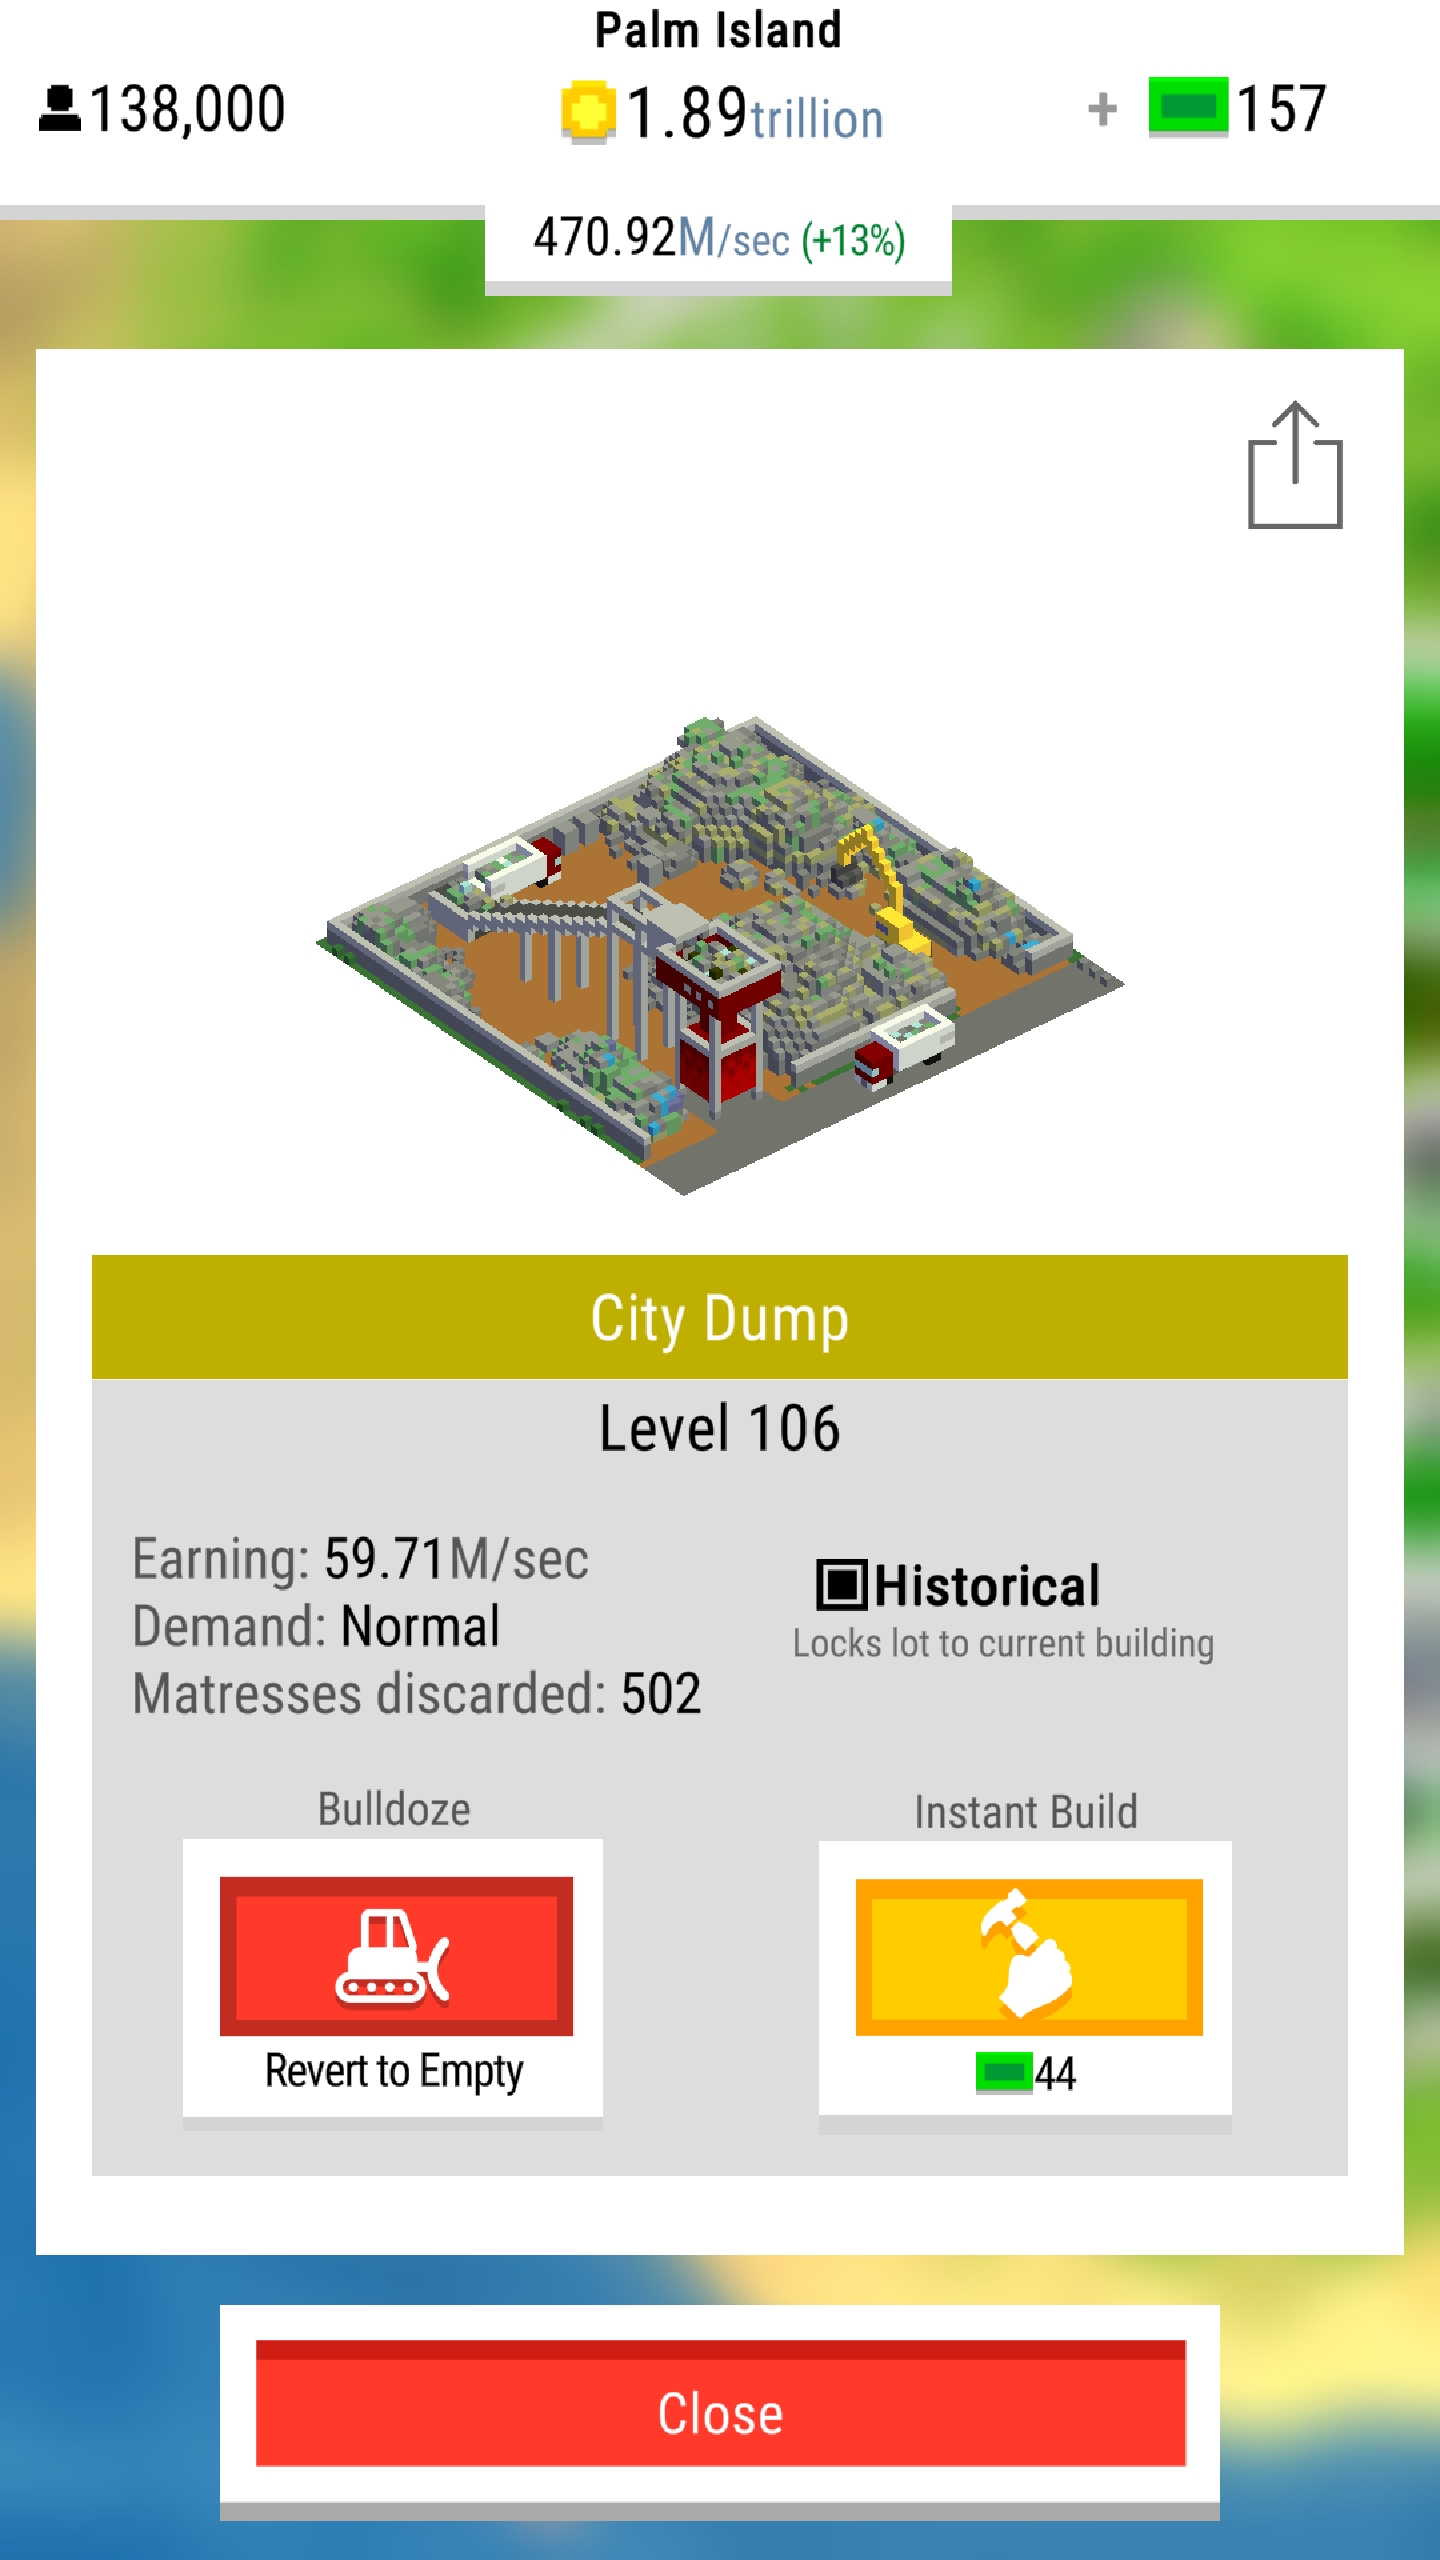 Palm Island
138,000
1.89trillion
+ 157
470.92M/sec (+13%)
City Dump
Level 106
Earning: 59.71M/sec
Demand: Normal
Matresses discarded: 502
Historical
Locks lot to current building
Bulldoze
Revert to Empty
Instant Build
44
Close